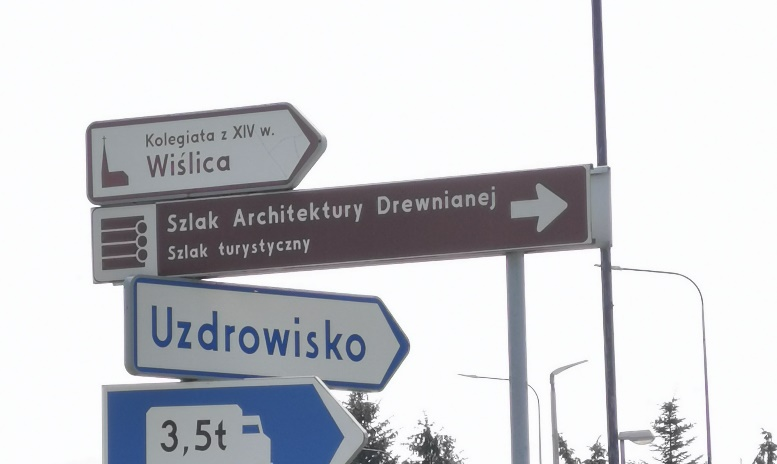 Kolegiata z XIV w.
Wiślica
Szlak Architektury Drewnianej
Szlak turystyczny
Uzdrowisko
3,5t